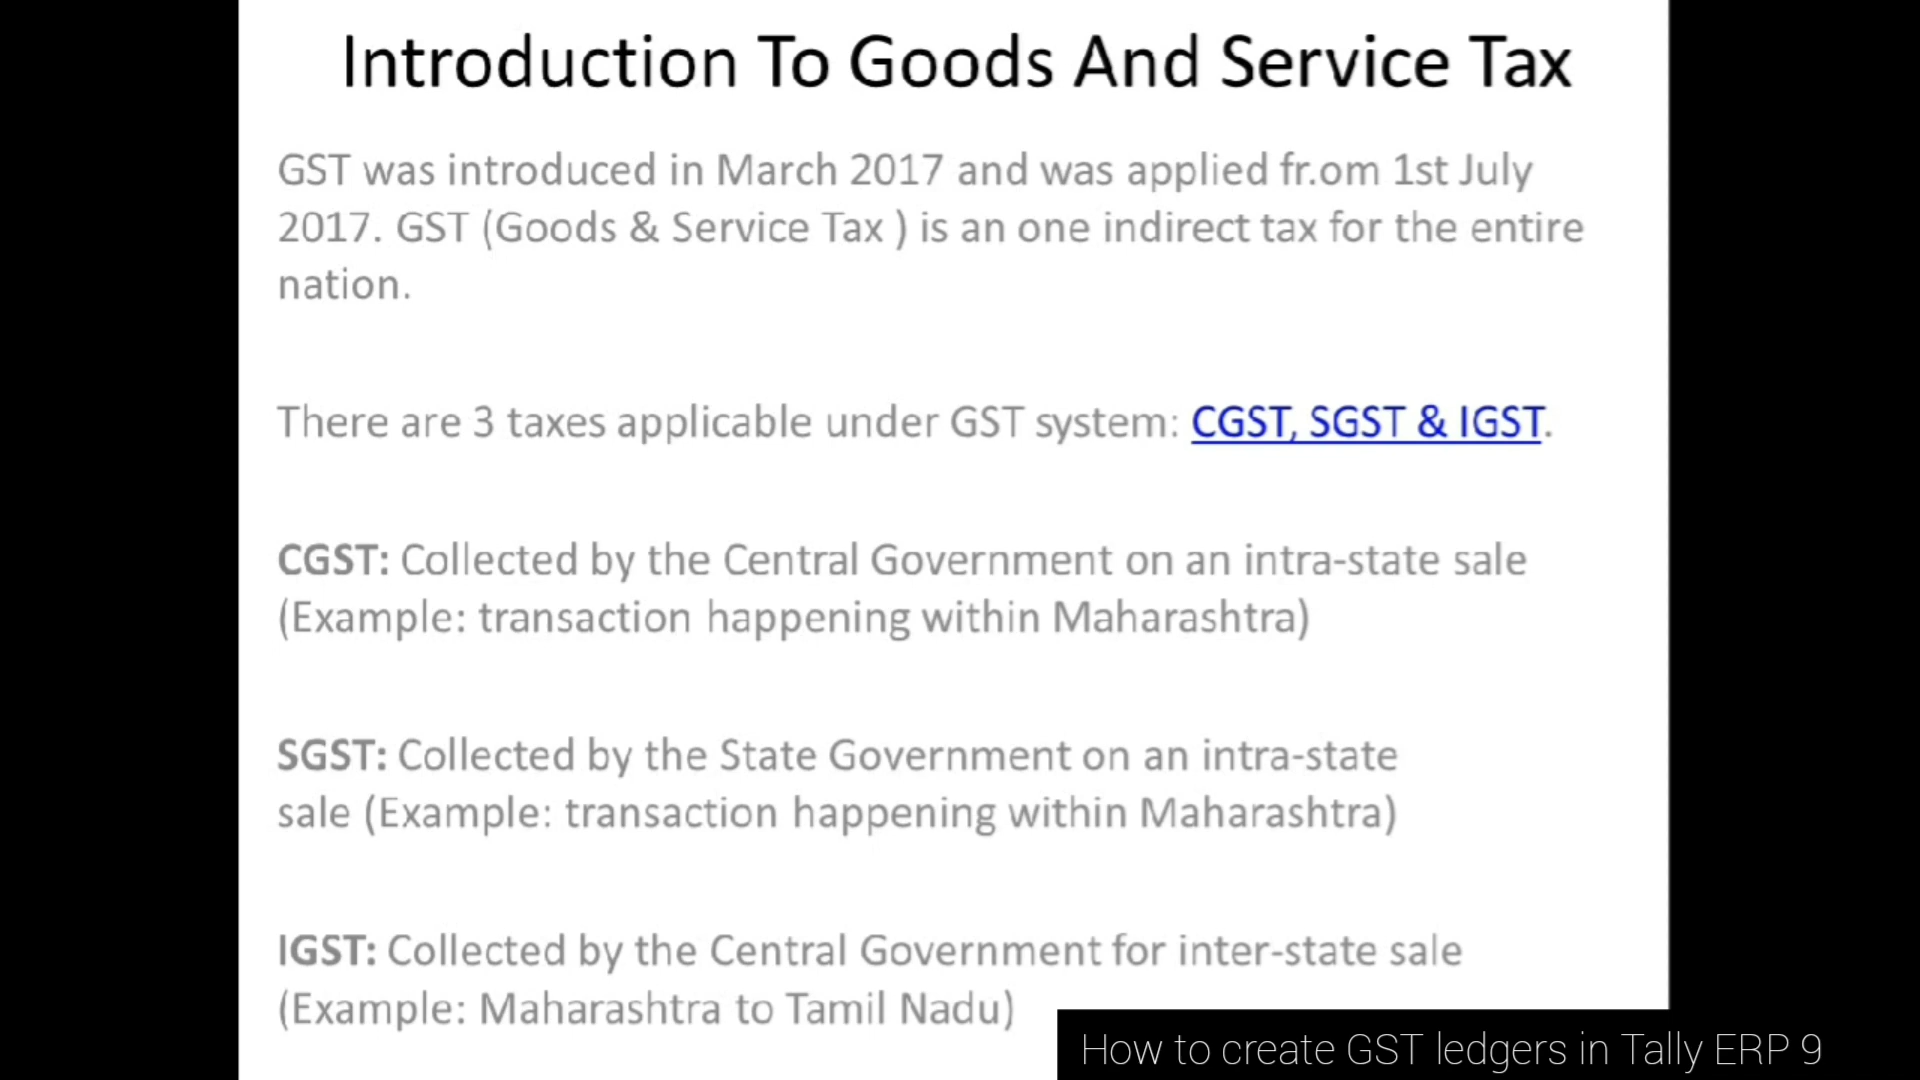 Introduction To Goods And Service Tax
GST was introduced in March 2017 and was applied fr.om 1st July
2017. GST (Goods & Service Tax ) is an one indirect tax for the entire
nation.
There are 3 taxes applicable under GST system: CGST, SGST & IGST.
CGST: Collected by the Central Government on an intra-state sale
(Example: transaction happening within Maharashtra)
SGST: Collected by the State Government on an intra-state
sale (Example: transaction happening within Maharashtra)
IGST: Collected by the Central Government for inter-state sale
(Example: Maharashtra to Tamil Nadu)
How to create GST ledgers in Tally ERP 9